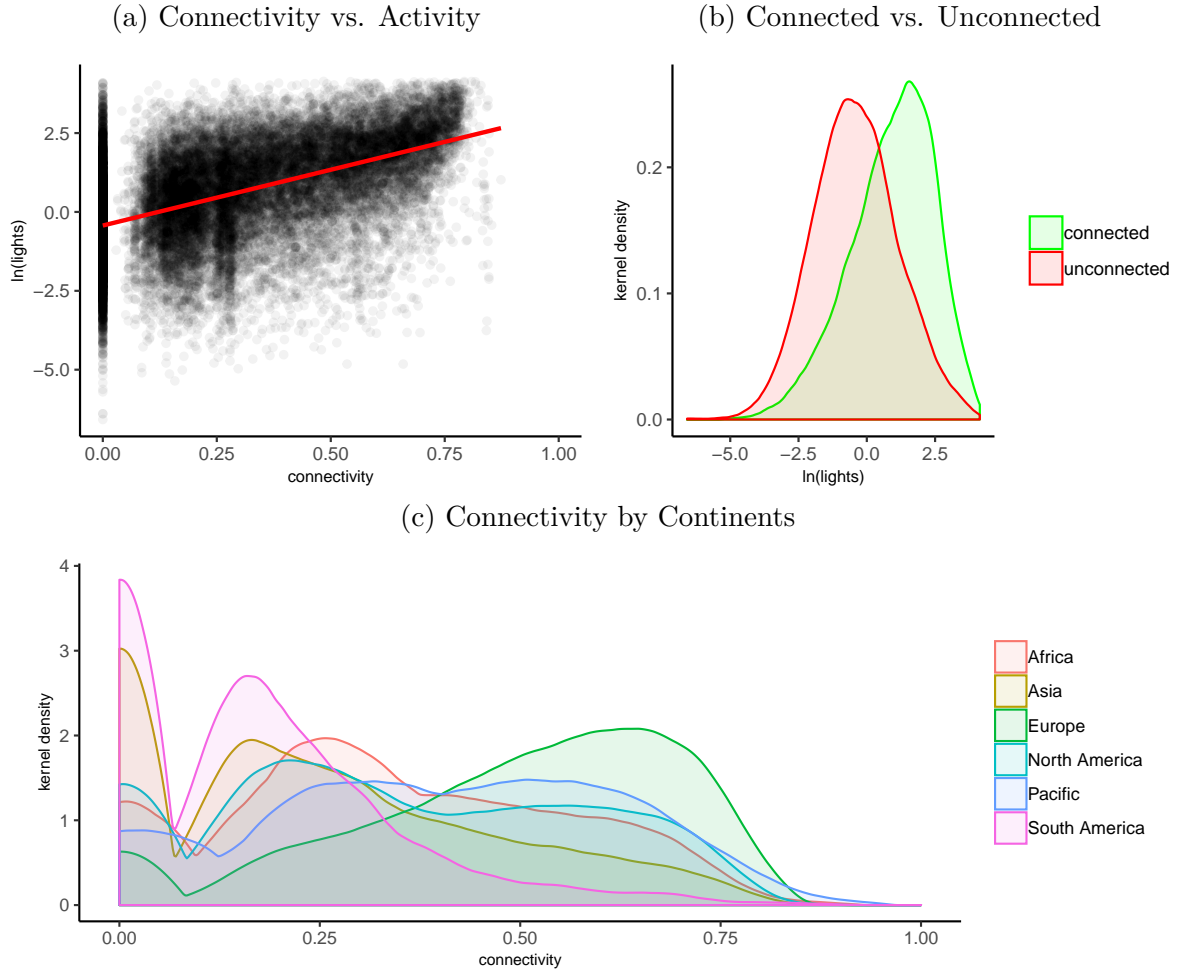 (a) Connectivity vs. Activity
(b) Connected vs. Unconnected
2.5
0.0
−2.5
−5.0
ln(lights)
0.00 0.25 0.50 0.75 1.00
connectivity
0.2
0.1
0.0
kernel density
−5.0 −2.5 0.0 2.5
ln(lights)
connected
unconnected
(c) Connectivity by Continents
4
3
2
1
0
kernel density
0.00 0.25 0.50 0.75 1.00
connectivity
Africa
Asia
Europe
North America
Pacific
South America